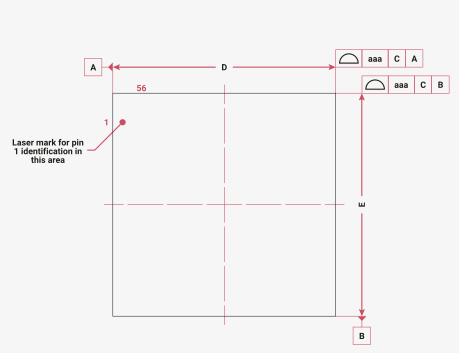 A
D
aaa C A
aaa C B
56
1
Laser mark for pin
1 identification in
this area
E
B